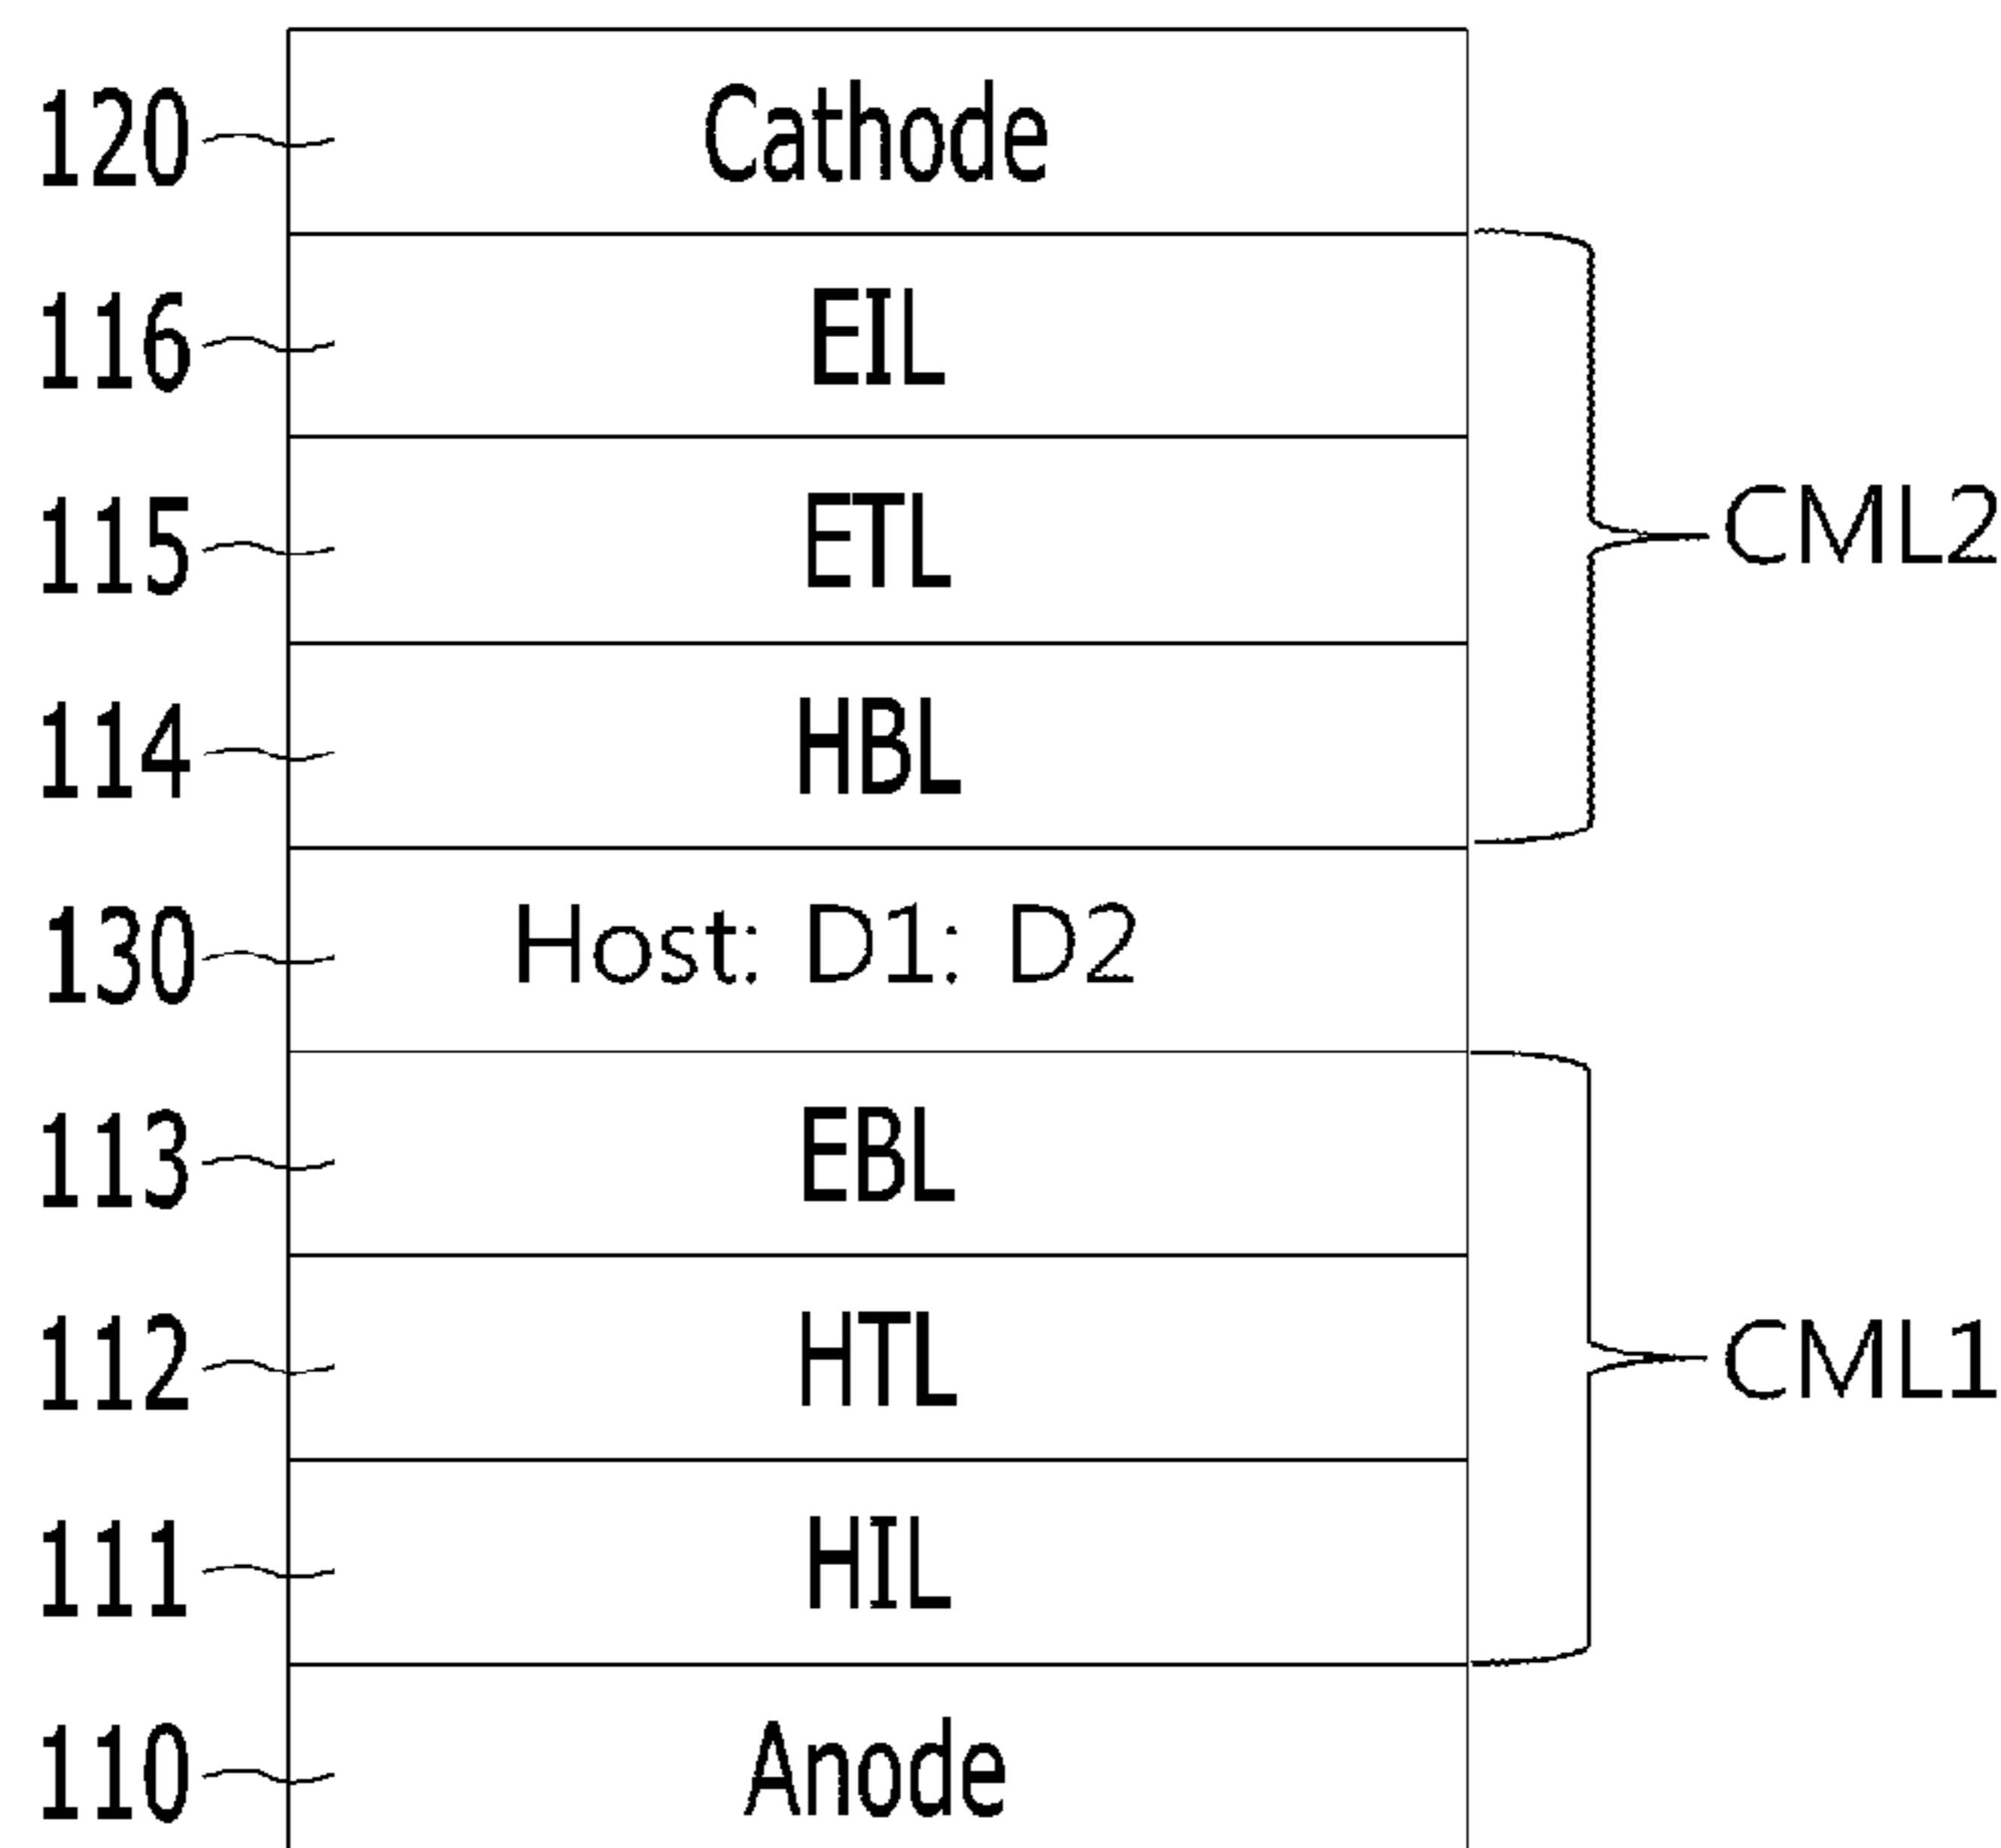 120 Cathode
116 EIL
115 ETL
CML2
114 HBL
130 Host: D1: D2
113 EBL
112 HTL
CML1
111 HIL
110 Anode